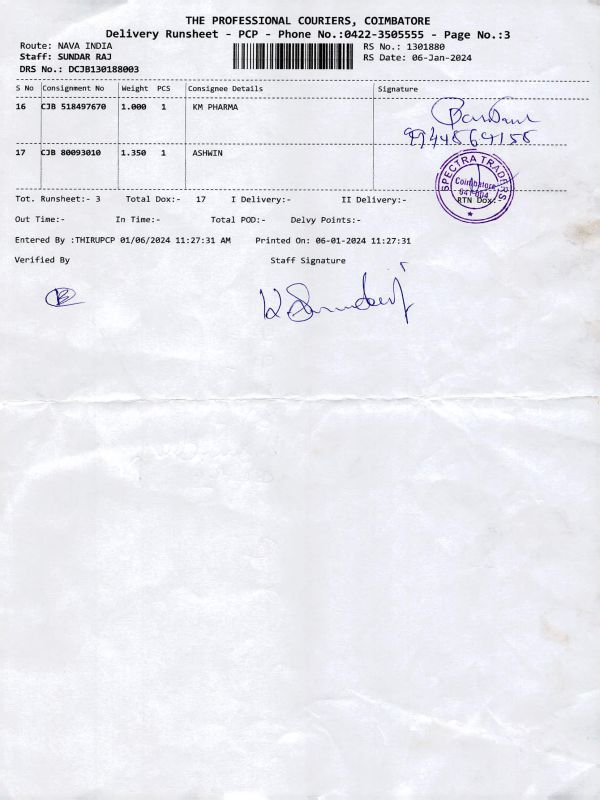 THE PROFESSIONAL COURIERS, COIMBATORE
Delivery Runsheet - PCP - Phone No.:0422-3505555 - Page No.:3
Route: NAVA INDIA RS No.: 1301880
Staff: SUNDAR RAJ RS Date: 06-Jan-2024
DRS No.: DCJB130188003
S No Consignment No Weight PCS Consignee Details Signature
16 CJB 518497670 1.000 1 KM PHARMA
17 CJB 80093010 1.350 1 ASHWIN
SPECTRA TRADERS
Coimbatore
641 004
Tot. Runsheet:- 3 Total Dox:- 17 I Delivery:- II Delivery:- RTN Dox:-
Out Time:- In Time:- Total POD:- Delvy Points:-
Entered By :THIRUPCP 01/06/2024 11:27:31 AM Printed On: 06-01-2024 11:27:31
Verified By Staff Signature